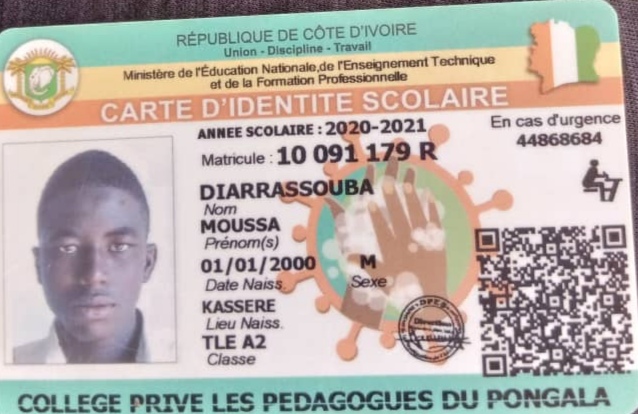 RÉPUBLIQUE DE CÔTE D'IVOIRE
Union - Discipline - Travail
Ministère de l'Éducation Nationale,de l'Enseignement Technique
et de la Formation Professionnelle
CARTE D'IDENTITE SCOLAIRE
ANNEE SCOLAIRE : 2020-2021
En cas d'urgence
44868684
Matricule : 10 091 179 R
DIARRASSOUBA
Nom
MOUSSA
Prénom(s)
01/01/2000 M
Date Naiss. Sexe
KASSERE
Lieu Naiss.
TLE A2
Classe
COLLEGE PRIVE LES PEDAGOGUES DU PONGALA